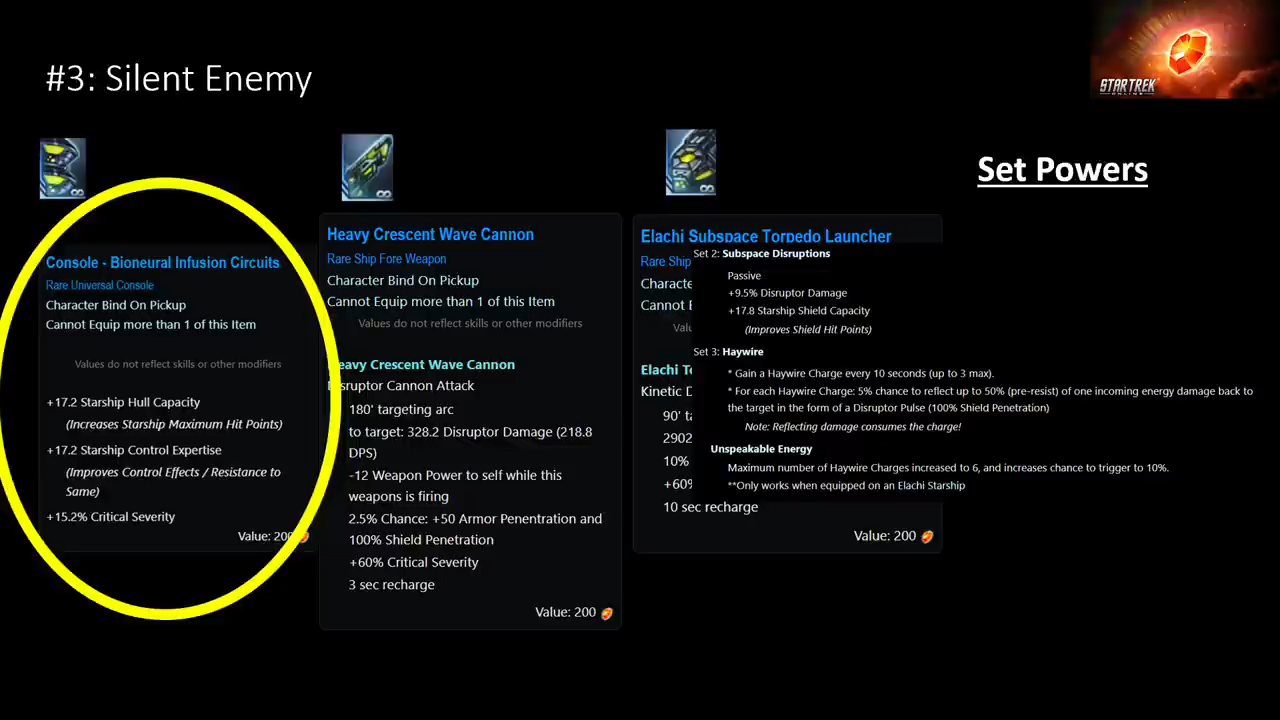 #3: Silent Enemy
STAR TREK
Set Powers
Console - Bioneural Infusion Circuits
Rare Universal Console
Character Bind On Pickup
Cannot Equip more than 1 of this Item
Values do not reflect skills or other modifiers
+17.2 Starship Hull Capacity
(Increases Starship Maximum Hit Points)
+17.2 Starship Control Expertise
(Improves Control Effects / Resistance to
Same)
+15.2% Critical Severity
Value: 200
Heavy Crescent Wave Cannon
Rare Ship Fore Weapon
Character Bind On Pickup
Cannot Equip more than 1 of this Item
Values do not reflect skills or other modifiers
Heavy Crescent Wave Cannon
Disruptor Cannon Attack
180' targeting arc
to target: 328.2 Disruptor Damage (218.8
DPS)
-12 Weapon Power to self while this
weapons is firing
2.5% Chance: +50 Armor Penentration and
100% Shield Penetration
+60% Critical Severity
3 sec recharge
Value: 200
Elachi Subspace Torpedo Launcher
Rare Ship
Characte
Cannot E
Valu
Elachi To
Kinetic D
90' ta
2902
10%
+60%
10 sec recharge
Value: 200
Set 2: Subspace Disruptions
Passive
+9.5% Disruptor Damage
+17.8 Starship Shield Capacity
(Improves Shield Hit Points)
Set 3: Haywire
* Gain a Haywire Charge every 10 seconds (up to 3 max).
* For each Haywire Charge: 5% chance to reflect up to 50% (pre-resist) of one incoming energy damage back to
the target in the form of a Disruptor Pulse (100% Shield Penetration)
Note: Reflecting damage consumes the charge!
Unspeakable Energy
Maximum number of Haywire Charges increased to 6, and increases chance to trigger to 10%.
**Only works when equipped on an Elachi Starship